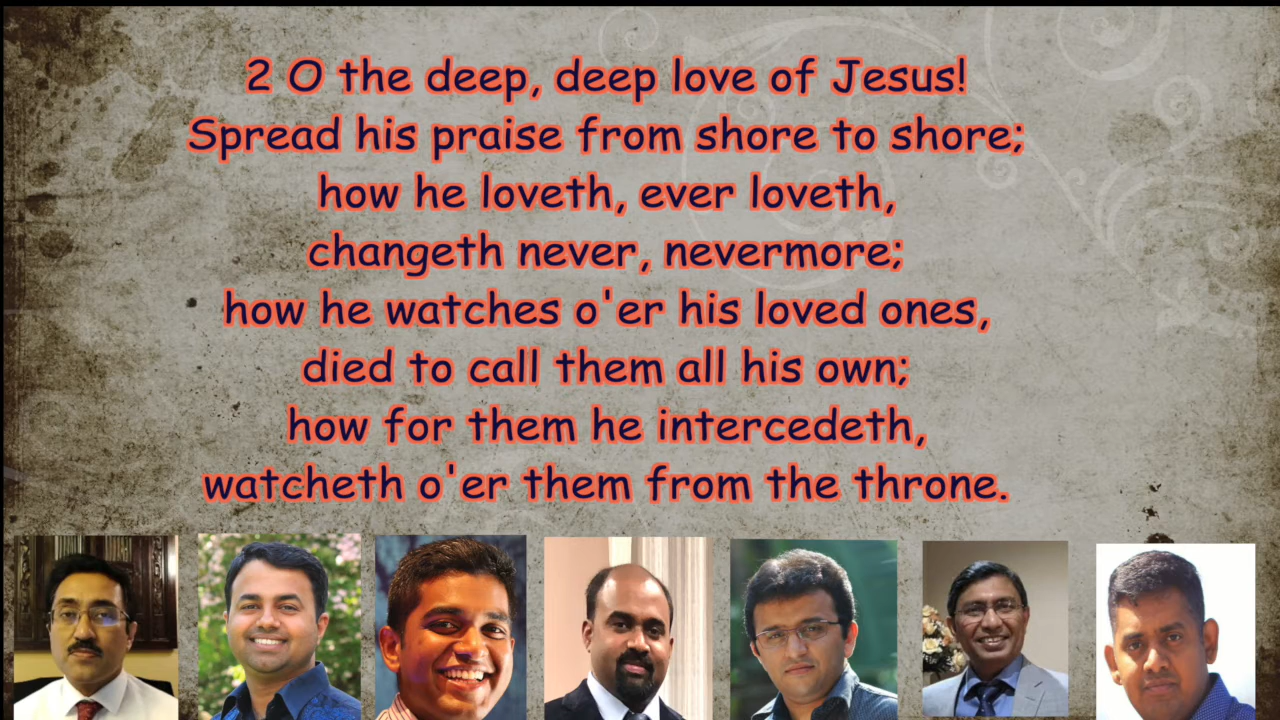 2 O the deep, deep love of Jesus!
Spread his praise from shore to shore;
how he loveth, ever loveth,
changeth never, nevermore;
how he watches o'er his loved ones,
died to call them all his own;
how for them he intercedeth,
watcheth o'er them from the throne.